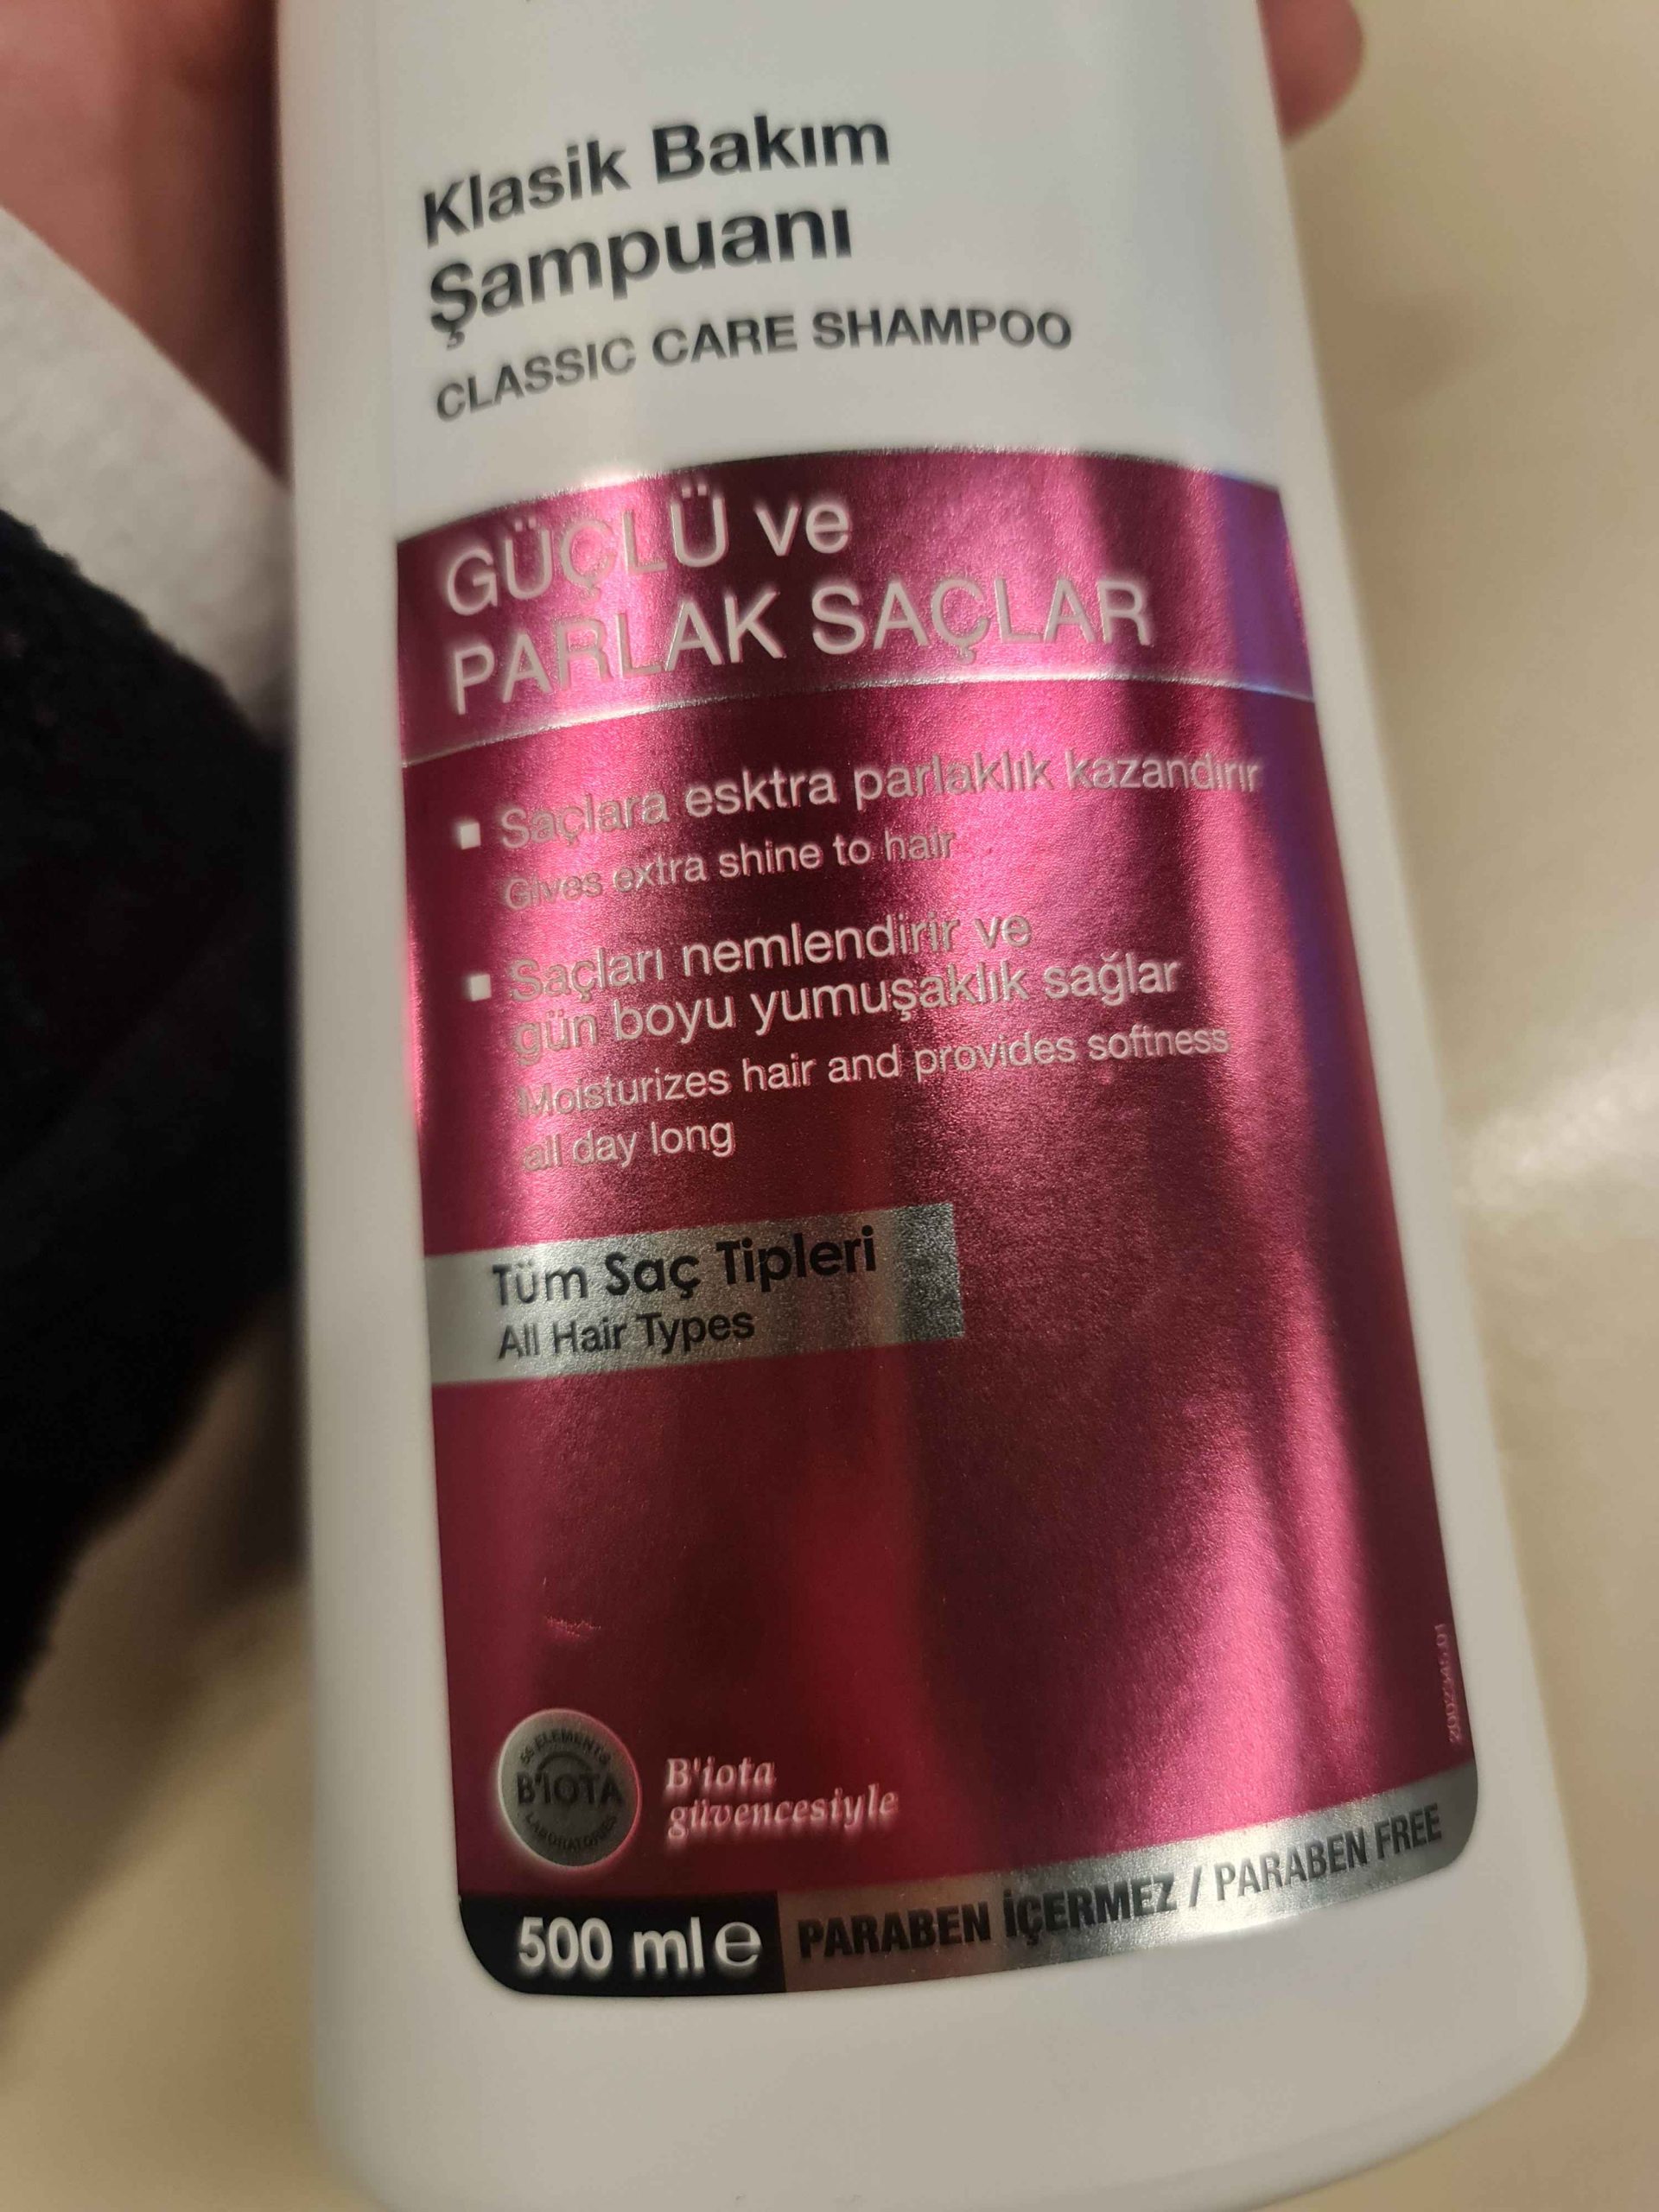 Klasik Bakım
Şampuanı
CLASSIC CARE SHAMPOO
GÜÇLÜ ve
PARLAK SAÇLAR
▪ Saçlara esktra parlaklık kazandırır
Gives extra shine to hair
▪ Saçları nemlendirir ve
gün boyu yumuşaklık sağlar
Moisturizes hair and provides softness
all day long
Tüm Saç Tipleri
All Hair Types
ELEMENTS
B'IOTA
LABORATORIES
B'iota
güvencesiyle
500 ml e
PARABEN İÇERMEZ / PARABEN FREE